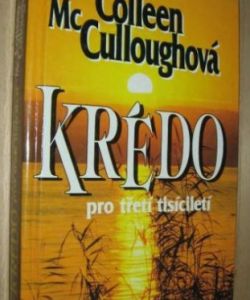 Colleen
McCulloughová
KRÉDO
pro třetí tisíciletí